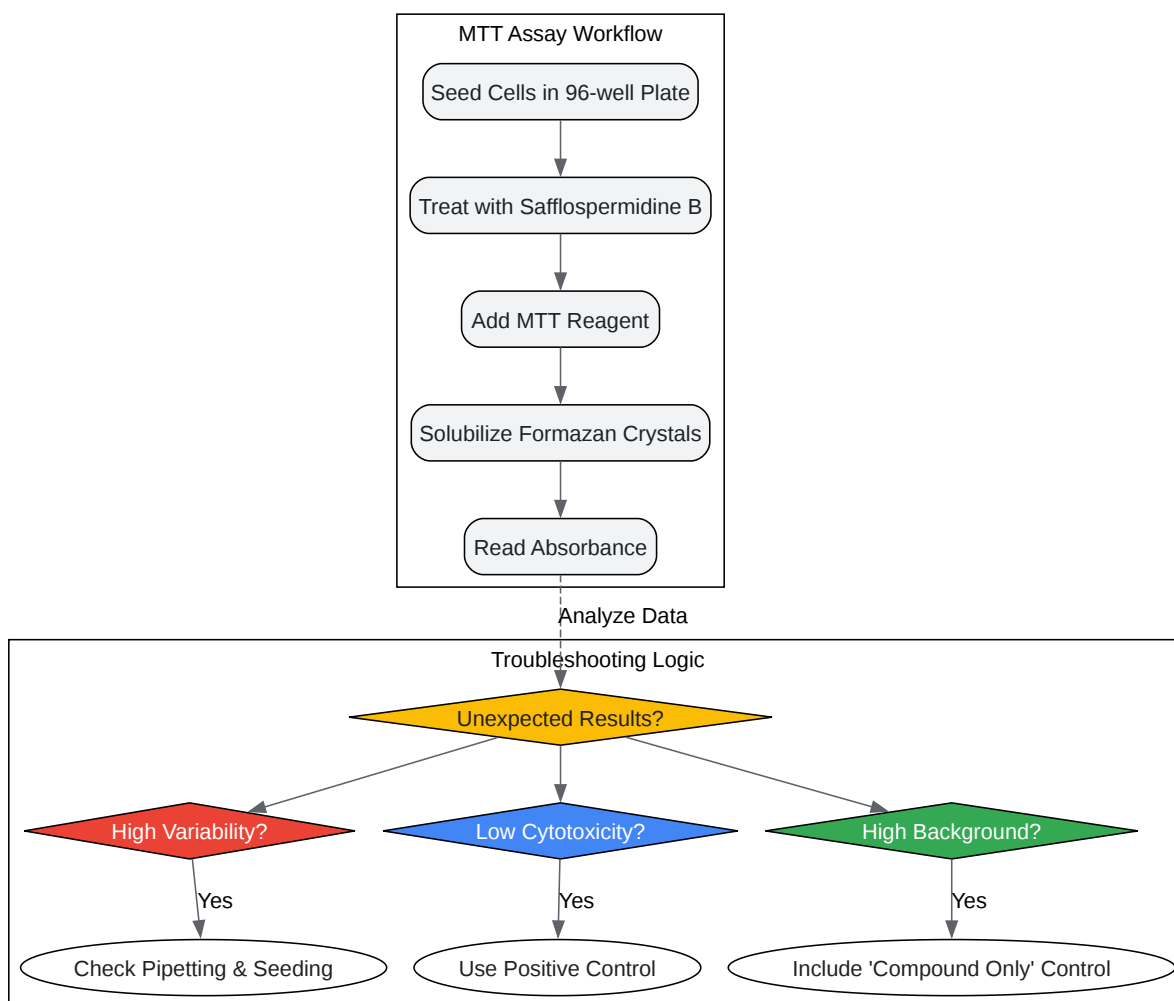 MTT Assay Workflow
Seed Cells in 96-well Plate
Treat with Safflospermidine B
Add MTT Reagent
Solubilize Formazan Crystals
Read Absorbance
Analyze Data
Troubleshooting Logic
Unexpected Results?
High Variability?
Low Cytotoxicity?
High Background?
Yes
Yes
Yes
Check Pipetting & Seeding
Use Positive Control
Include 'Compound Only' Control